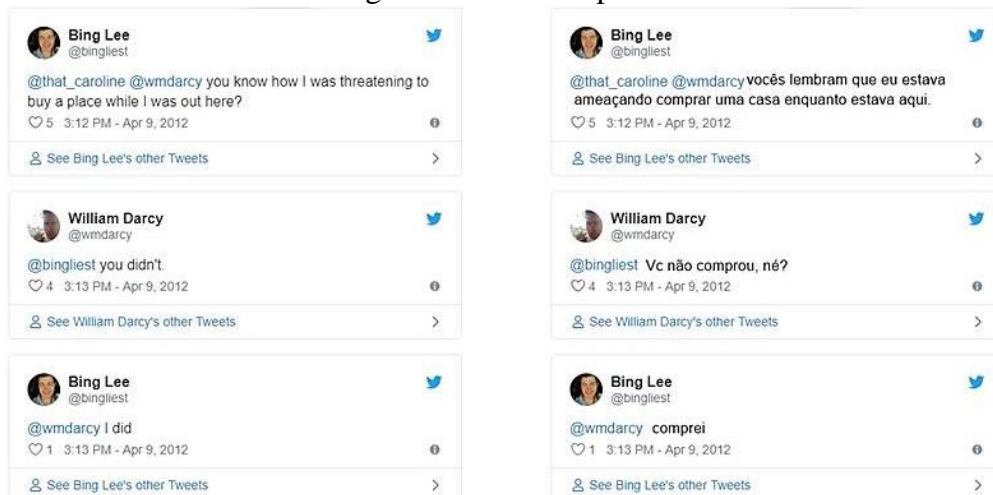 Bing Lee
@bingliest
@that_caroline @wmdarcy you know how I was threatening to
buy a place while I was out here?
5 3:12 PM - Apr 9, 2012
See Bing Lee's other Tweets
William Darcy
@wmdarcy
@bingliest you didn't.
4 3:13 PM - Apr 9, 2012
See William Darcy's other Tweets
Bing Lee
@bingliest
@wmdarcy I did
1 3:13 PM - Apr 9, 2012
See Bing Lee's other Tweets
Bing Lee
@bingliest
@that_caroline @wmdarcy vocês lembram que eu estava
ameaçando comprar uma casa enquanto estava aqui.
5 3:12 PM - Apr 9, 2012
See Bing Lee's other Tweets
William Darcy
@wmdarcy
@bingliest Vc não comprou, né?
4 3:13 PM - Apr 9, 2012
See William Darcy's other Tweets
Bing Lee
@bingliest
@wmdarcy comprei
1 3:13 PM - Apr 9, 2012
See Bing Lee's other Tweets